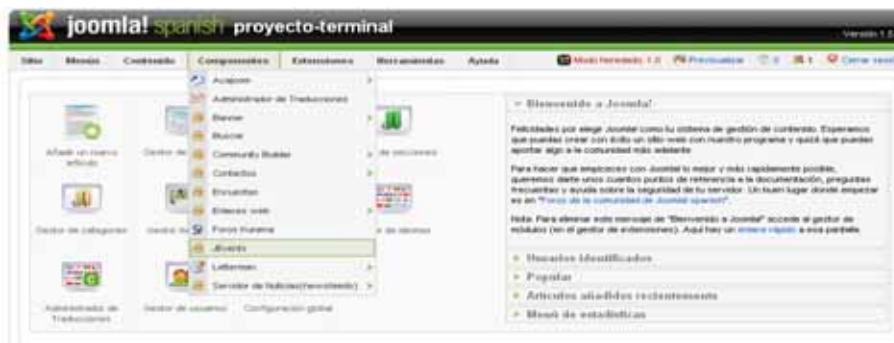 joomla! spanish proyecto-terminal
Versión 1.5
Sitio Menús Contenido Componentes Extensiones Herramientas Ayuda
Modo heredado: 1.0 Previsualizar 0 1 Cerrar
Acajoom
Administrador de Traducciones
Banner
Buscar
Community Builder
Contactos
Encuestas
Enlaces web
Foros Kunena
JEvents
Letterman
Servidor de Noticias(newsfeeds)
Añadir un nuevo
artículo
Gestor de
de secciones
Gestor de categorías
de idiomas
Administrador de
Traducciones
Gestor de usuarios
Configuración global
Bienvenido a Joomla!
Felicidades por elegir Joomla! como tu sistema de gestión de contenido. Esperamos
que puedas crear con éxito un sitio web con nuestro programa y quizá que puedas
aportar algo a la comunidad más adelante
Para hacer que empieces con Joomla! lo mejor y más rápidamente posible,
queremos darte unos cuantos puntos de referencia a la documentación, preguntas
frecuentes y ayuda sobre la seguridad de tu servidor. Un buen lugar donde empezar
es en "Foros de la comunidad de Joomla! spanish".
Nota: Para eliminar este mensaje de "Bienvenido a Joomla!" accede al gestor de
módulos (en el gestor de extensiones). Aquí hay un enlace rápido a esa pantalla.
Usuarios identificados
Popular
Artículos añadidos recientemente
Menú de estadísticas